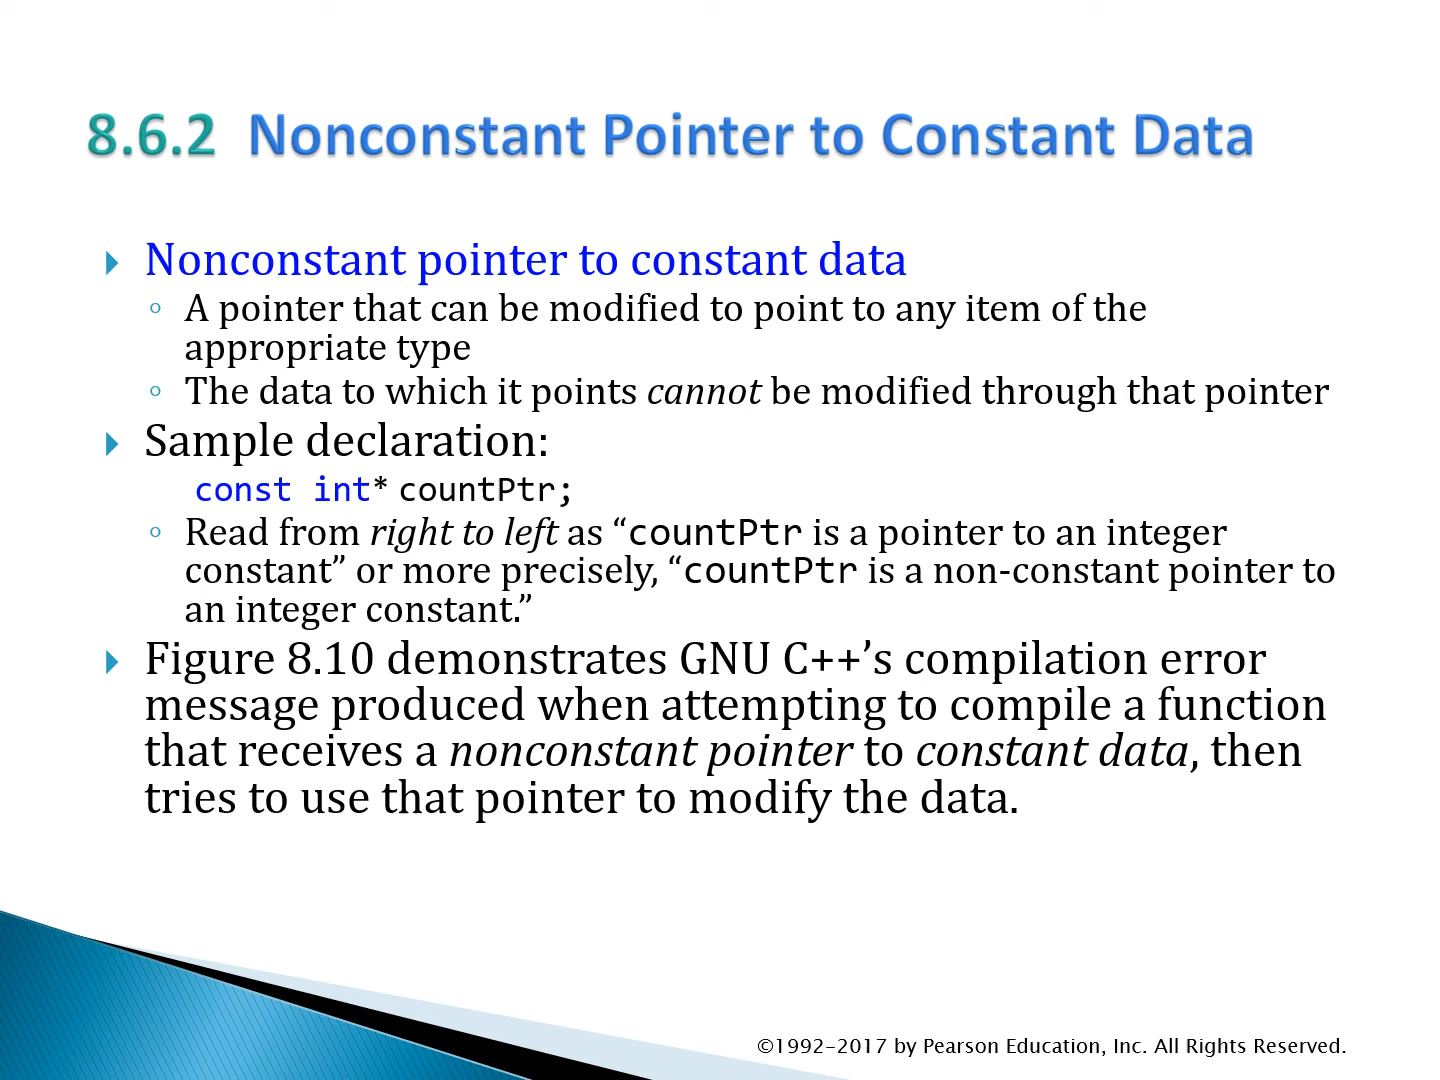 8.6.2 Nonconstant Pointer to Constant Data
Nonconstant pointer to constant data
A pointer that can be modified to point to any item of the
appropriate type
The data to which it points cannot be modified through that pointer
Sample declaration:
const int* countPtr;
Read from right to left as “countPtr is a pointer to an integer
constant” or more precisely, “countPtr is a non-constant pointer to
an integer constant.”
Figure 8.10 demonstrates GNU C++’s compilation error
message produced when attempting to compile a function
that receives a nonconstant pointer to constant data, then
tries to use that pointer to modify the data.
©1992-2017 by Pearson Education, Inc. All Rights Reserved.